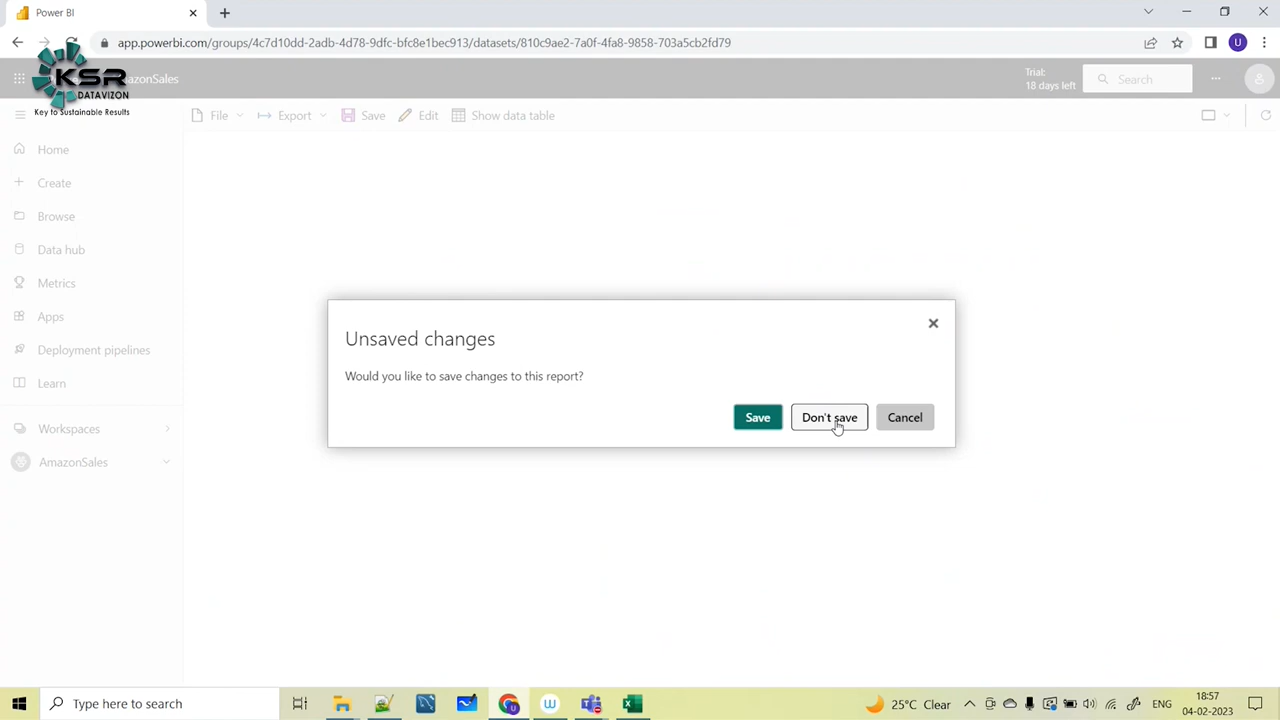 Power BI
app.powerbi.com/groups/4c7d10dd-2adb-4d78-9dfc-bfc8e1bec913/datasets/810c9ae2-7a0f-4fa8-9858-703a5cb2fd79
U
KSR
DATAVIZON
Key to Sustainable Results
Trial:
18 days left
Search
File
Export
Save
Edit
Show data table
Home
Create
Browse
Data hub
Metrics
Apps
Deployment pipelines
Learn
Workspaces
AmazonSales
Unsaved changes
Would you like to save changes to this report?
Save
Don't save
Cancel
Type here to search
25°C Clear
ENG
18:57
04-02-2023